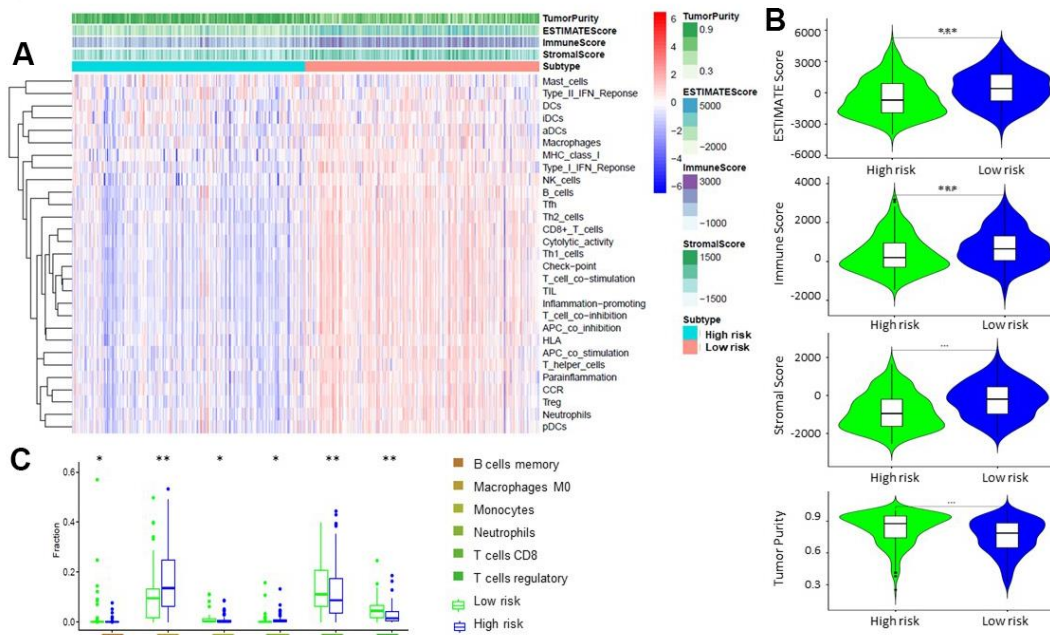 A
TumorPurity
ESTIMATEScore
ImmuneScore
StromalScore
Subtype
Mast_cells
Type_II_IFN_Reponse
DCs
iDCs
aDCs
Macrophages
MHC_class_I
Type_I_IFN_Reponse
NK_cells
B_cells
Tfh
Th2_cells
CD8+_T_cells
Cytolytic_activity
Th1_cells
Check-point
T_cell_co-stimulation
TIL
Inflammation-promoting
T_cell_co-inhibition
APC_co_inhibition
HLA
APC_co_stimulation
T_helper_cells
Parainflammation
CCR
Treg
Neutrophils
pDCs
6
4
2
0
-2
-4
-6
TumorPurity
0.9
0.3
ESTIMATEScore
5000
-2000
ImmuneScore
3000
-1000
StromalScore
1500
-1500
Subtype
High risk
Low risk
B
ESTIMATE Score
6000
3000
0
-3000
-6000
***
High risk
Low risk
Immune Score
4000
2000
0
-2000
***
High risk
Low risk
Stromal Score
2000
0
-2000
High risk
Low risk
Tumor Purity
0.9
0.6
0.3
High risk
Low risk
C
* ** * * ** **
Fraction
0.6
0.4
0.2
0.0
B cells memory
Macrophages M0
Monocytes
Neutrophils
T cells CD8
T cells regulatory
Low risk
High risk